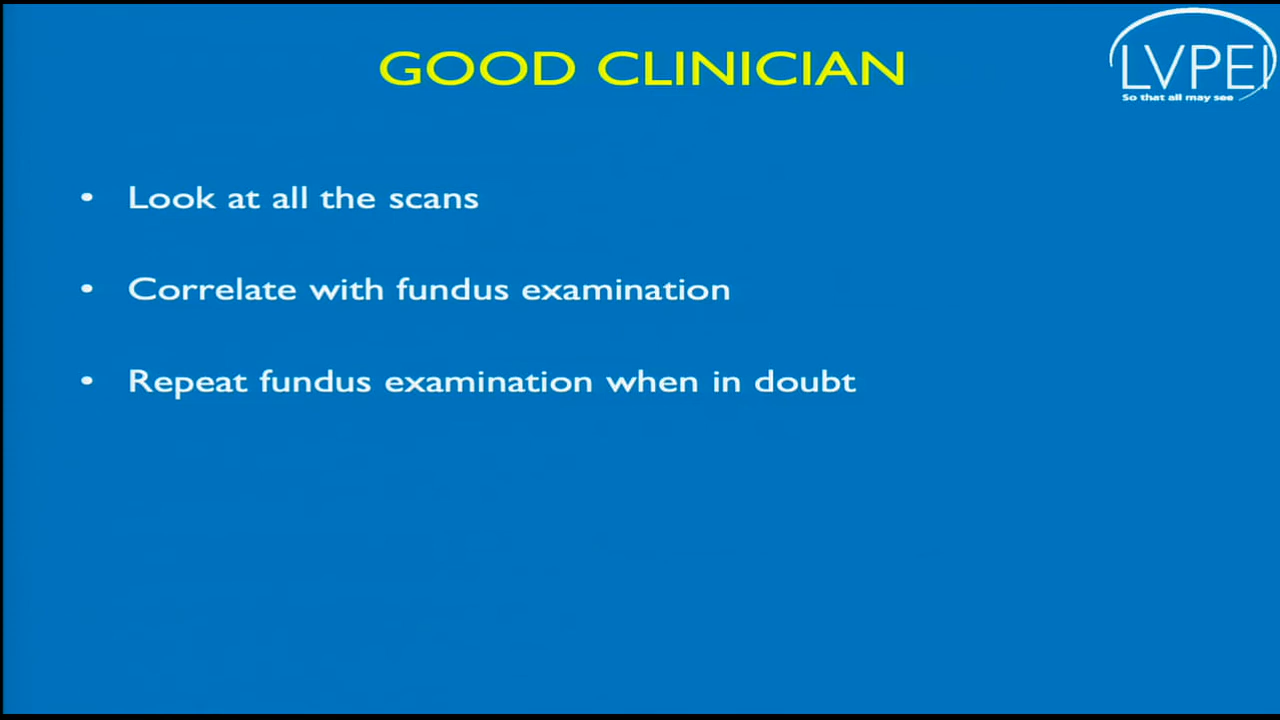 GOOD CLINICIAN
LVPEI
So that all may see
• Look at all the scans
• Correlate with fundus examination
• Repeat fundus examination when in doubt